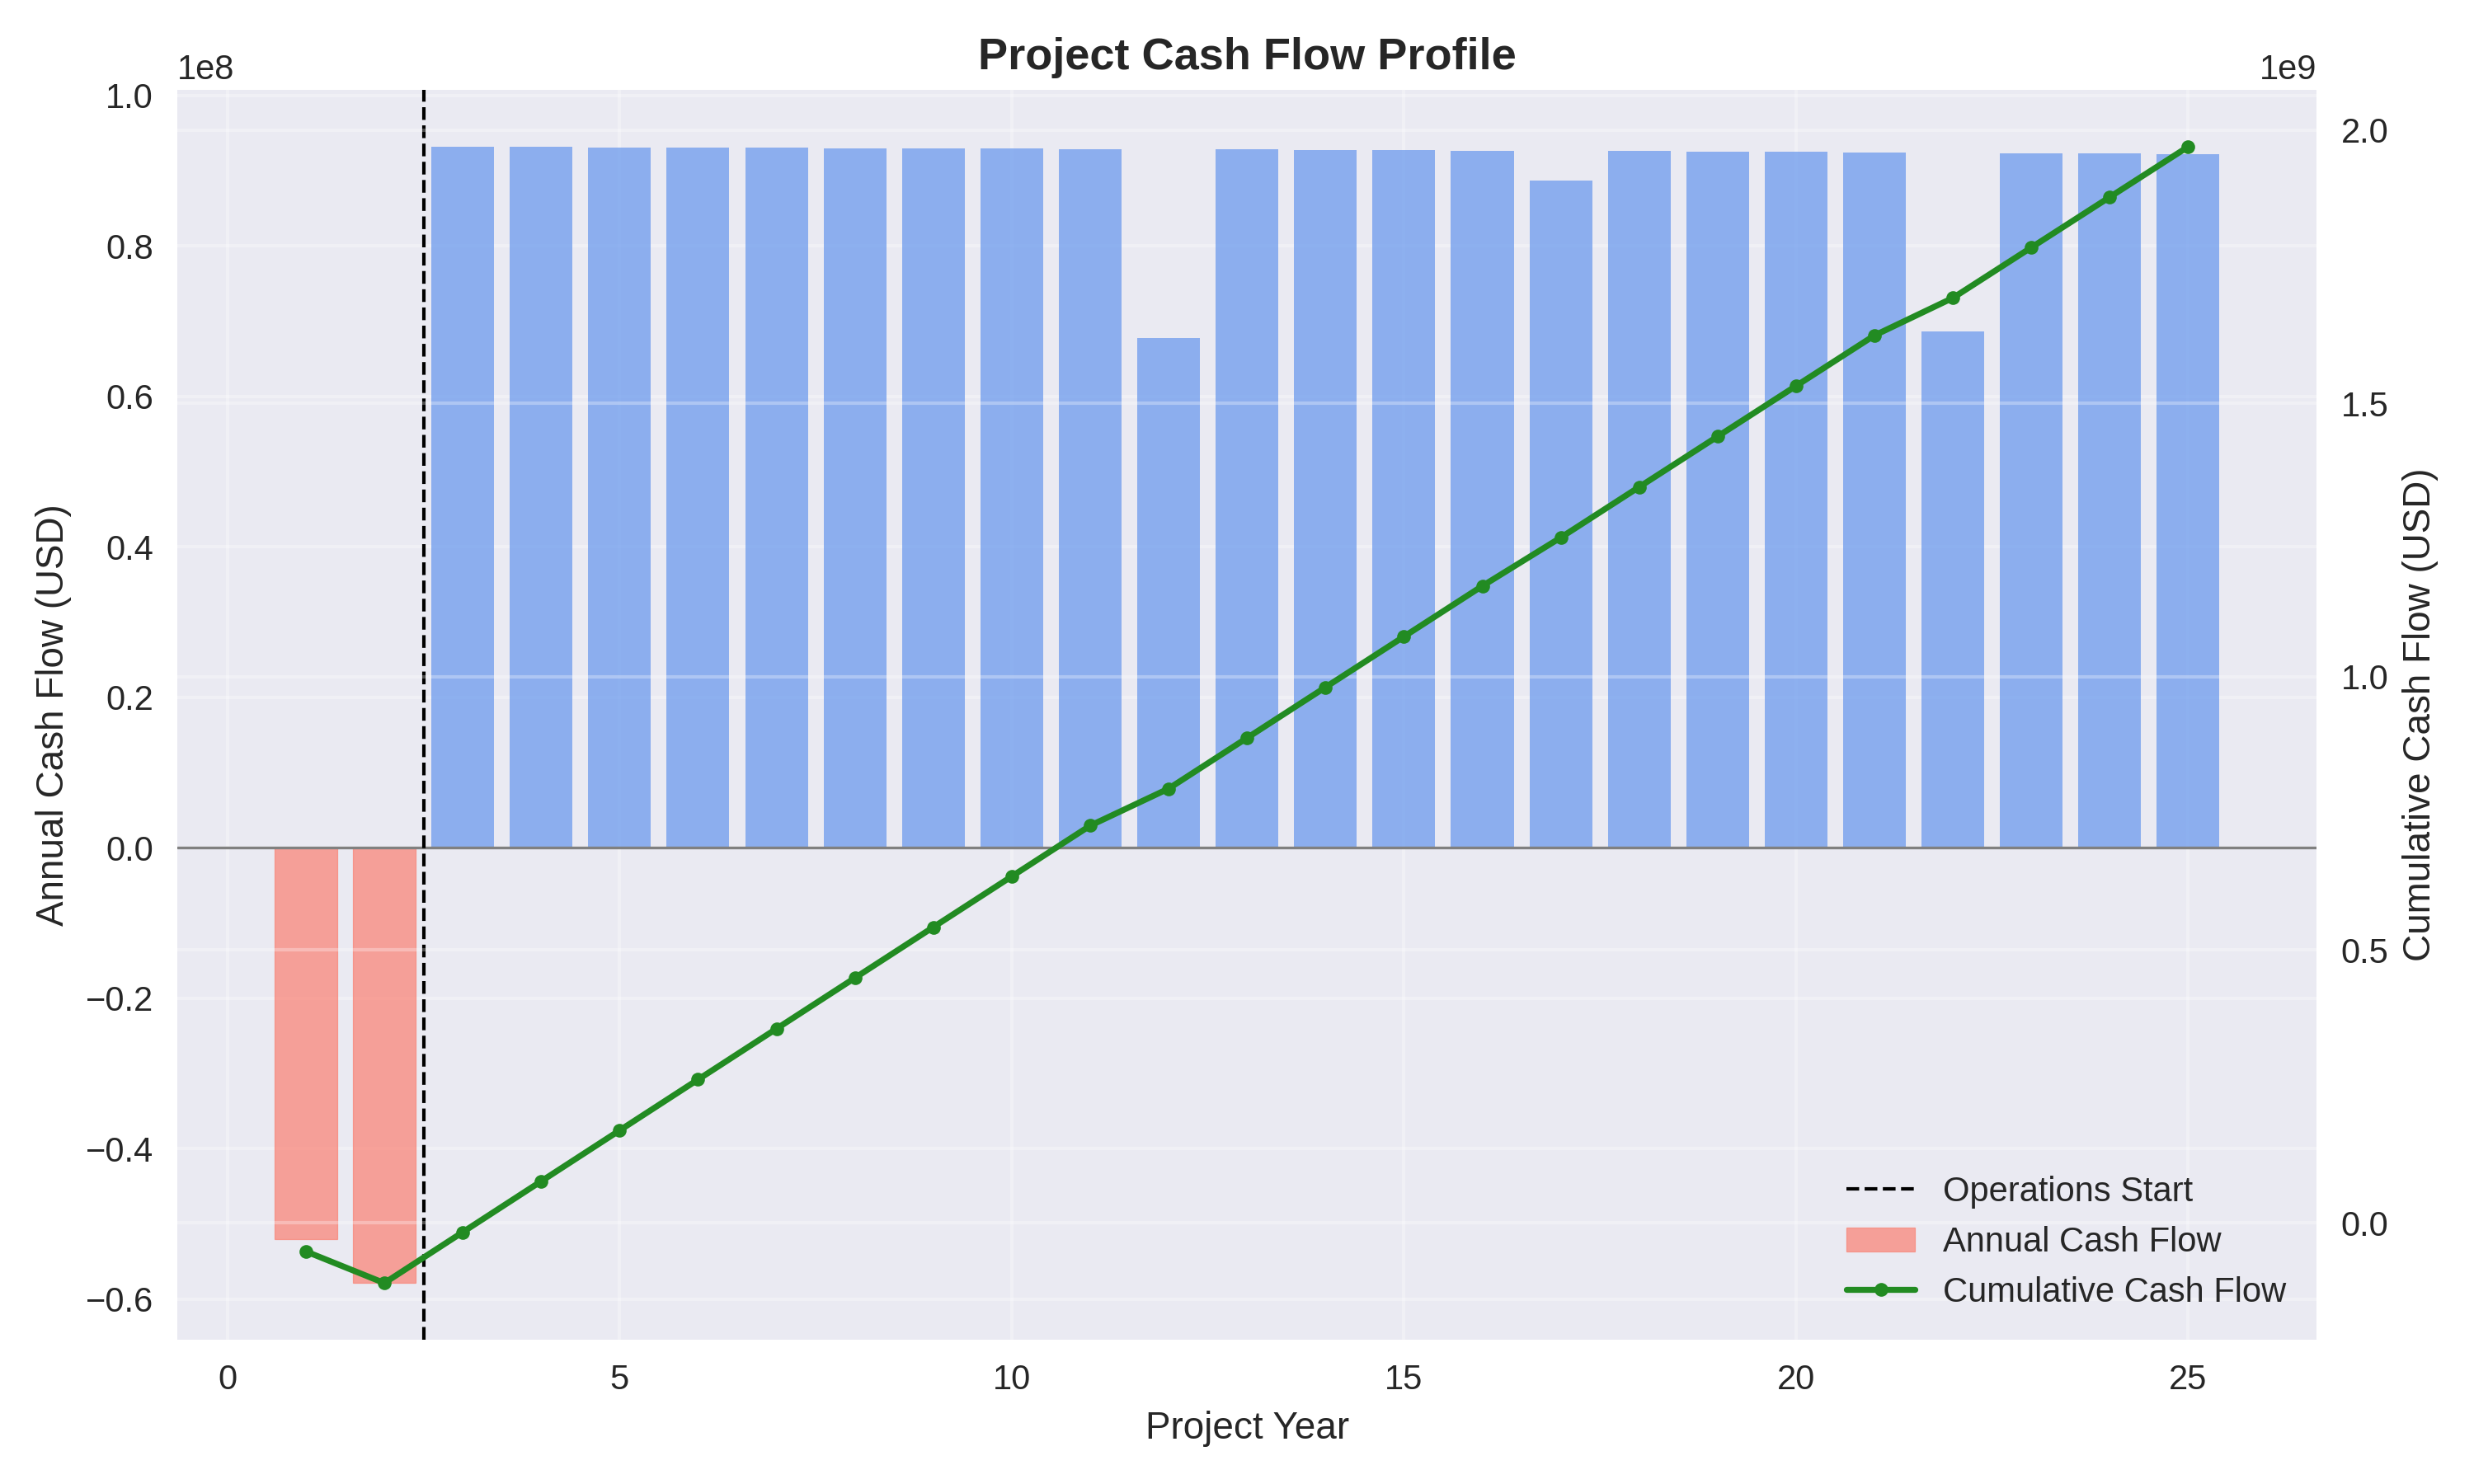 Project Cash Flow Profile
1e8
1e9
1.0
0.8
0.6
0.4
0.2
0.0
−0.2
−0.4
−0.6
Annual Cash Flow (USD)
2.0
1.5
1.0
0.5
0.0
Cumulative Cash Flow (USD)
Operations Start
Annual Cash Flow
Cumulative Cash Flow
0
5
10
15
20
25
Project Year